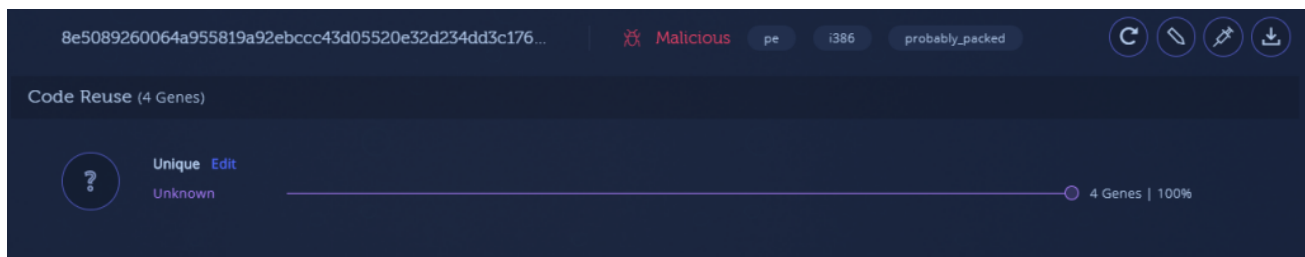 8e5089260064a955819a92ebccc43d05520e32d234dd3c176... Malicious pe i386 probably_packed
Code Reuse (4 Genes)
Unique Edit
Unknown 4 Genes | 100%